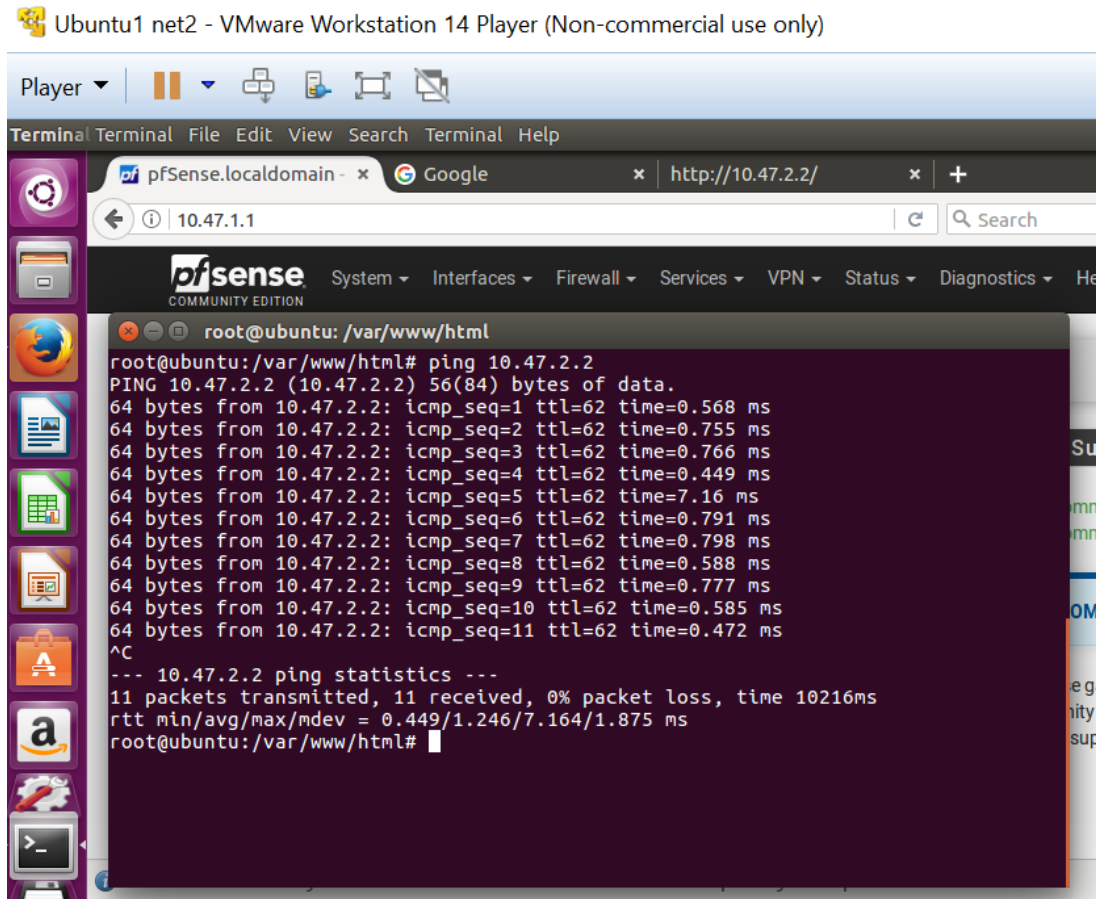 Ubuntu1 net2 - VMware Workstation 14 Player (Non-commercial use only)
Player
Terminal Terminal File Edit View Search Terminal Help
pfSense.localdomain - Google http://10.47.2.2/
10.47.1.1 Search
pfsense System Interfaces Firewall Services VPN Status Diagnostics He
COMMUNITY EDITION
root@ubuntu: /var/www/html
root@ubuntu:/var/www/html# ping 10.47.2.2
PING 10.47.2.2 (10.47.2.2) 56(84) bytes of data.
64 bytes from 10.47.2.2: icmp_seq=1 ttl=62 time=0.568 ms
64 bytes from 10.47.2.2: icmp_seq=2 ttl=62 time=0.755 ms
64 bytes from 10.47.2.2: icmp_seq=3 ttl=62 time=0.766 ms
64 bytes from 10.47.2.2: icmp_seq=4 ttl=62 time=0.449 ms
64 bytes from 10.47.2.2: icmp_seq=5 ttl=62 time=7.16 ms
64 bytes from 10.47.2.2: icmp_seq=6 ttl=62 time=0.791 ms
64 bytes from 10.47.2.2: icmp_seq=7 ttl=62 time=0.798 ms
64 bytes from 10.47.2.2: icmp_seq=8 ttl=62 time=0.588 ms
64 bytes from 10.47.2.2: icmp_seq=9 ttl=62 time=0.777 ms
64 bytes from 10.47.2.2: icmp_seq=10 ttl=62 time=0.585 ms
64 bytes from 10.47.2.2: icmp_seq=11 ttl=62 time=0.472 ms
^C
--- 10.47.2.2 ping statistics ---
11 packets transmitted, 11 received, 0% packet loss, time 10216ms
rtt min/avg/max/mdev = 0.449/1.246/7.164/1.875 ms
root@ubuntu:/var/www/html#